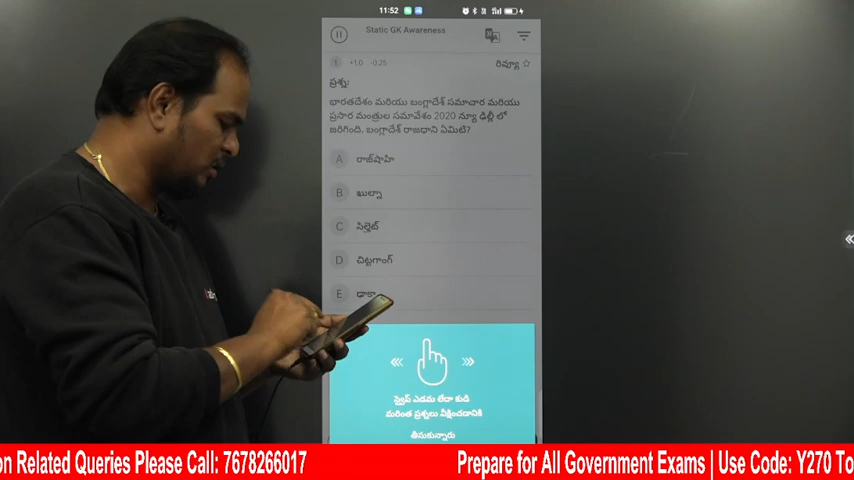 11:52
Static GK Awareness
1 +1.0 -0.25 రివ్యూ
ప్రశ్న:
భారతదేశం మరియు బంగ్లాదేశ్ సమాచార మరియు
ప్రసార మంత్రుల సమావేశం 2020 న్యూ ఢిల్లీ లో
జరిగింది. బంగ్లాదేశ్ రాజధాని ఏమిటి?
A రాజ్‌షాహి
B ఖుల్నా
C సిల్హెట్
D చిట్టగాంగ్
E ఢాకా
స్వైప్ ఎడమ లేదా కుడి
మరింత ప్రశ్నలు వీక్షించడానికి
తీసుకున్నారు
on Related Queries Please Call: 7678266017 Prepare for All Government Exams | Use Code: Y270 To